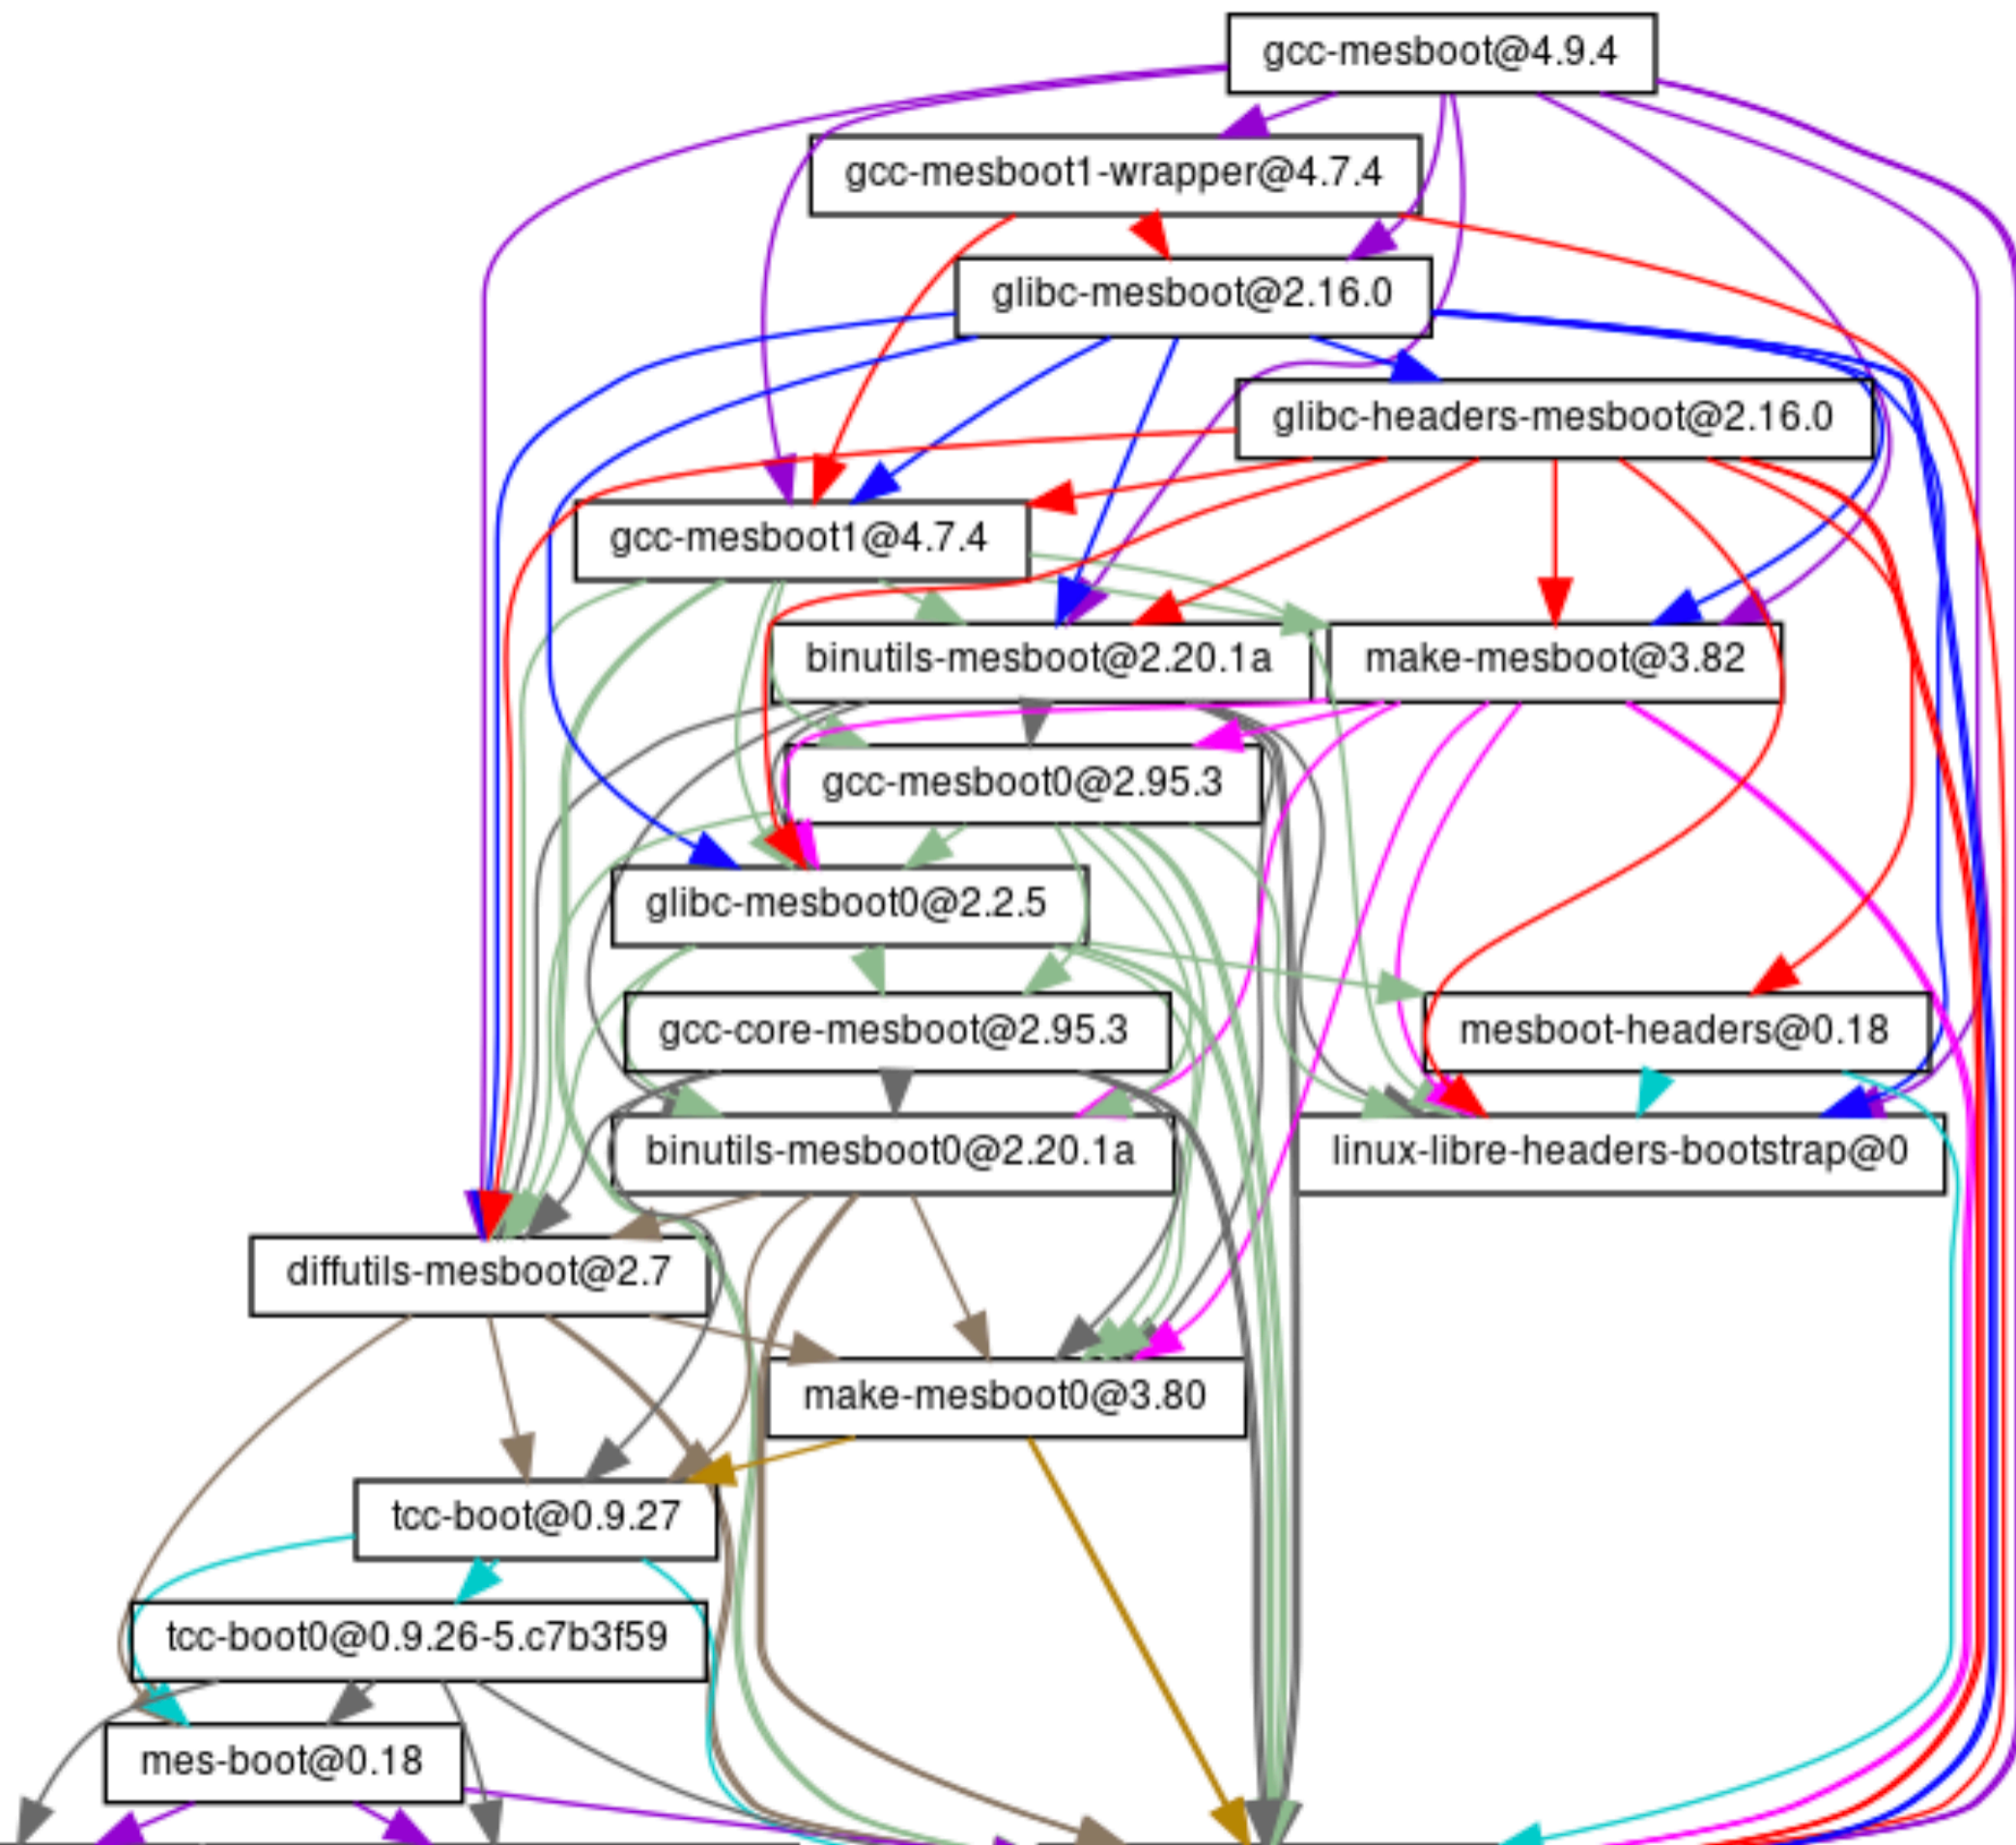 gcc-mesboot@4.9.4
gcc-mesboot1-wrapper@4.7.4
glibc-mesboot@2.16.0
glibc-headers-mesboot@2.16.0
gcc-mesboot1@4.7.4
binutils-mesboot@2.20.1a
make-mesboot@3.82
gcc-mesboot0@2.95.3
glibc-mesboot0@2.2.5
gcc-core-mesboot@2.95.3
mesboot-headers@0.18
binutils-mesboot0@2.20.1a
linux-libre-headers-bootstrap@0
diffutils-mesboot@2.7
make-mesboot0@3.80
tcc-boot@0.9.27
tcc-boot0@0.9.26-5.c7b3f59
mes-boot@0.18